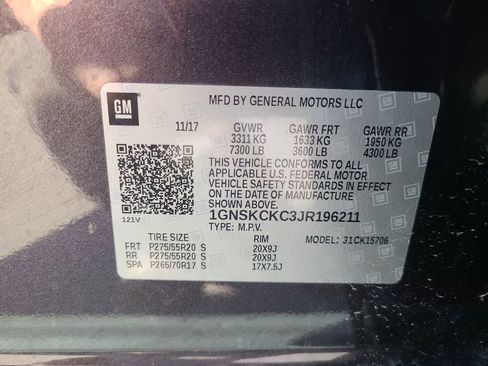 GM
MFD BY GENERAL MOTORS LLC
11/17 GVWR GAWR FRT GAWR RR
3311 KG 1633 KG 1950 KG
7300 LB 3600 LB 4300 LB
THIS VEHICLE CONFORMS TO ALL
APPLICABLE U.S. FEDERAL MOTOR
VEHICLE SAFETY STANDARDS IN EFFECT
ON THE DATE OF MANUFACTURE
SHOWN ABOVE.
1GNSKCKC3JR196211
TYPE: M.P.V.
121V
TIRE SIZE RIM MODEL: 31CK15706
FRT P275/55R20 S 20X9J
RR P275/55R20 S 20X9J
SPA P265/70R17 S 17X7.5J